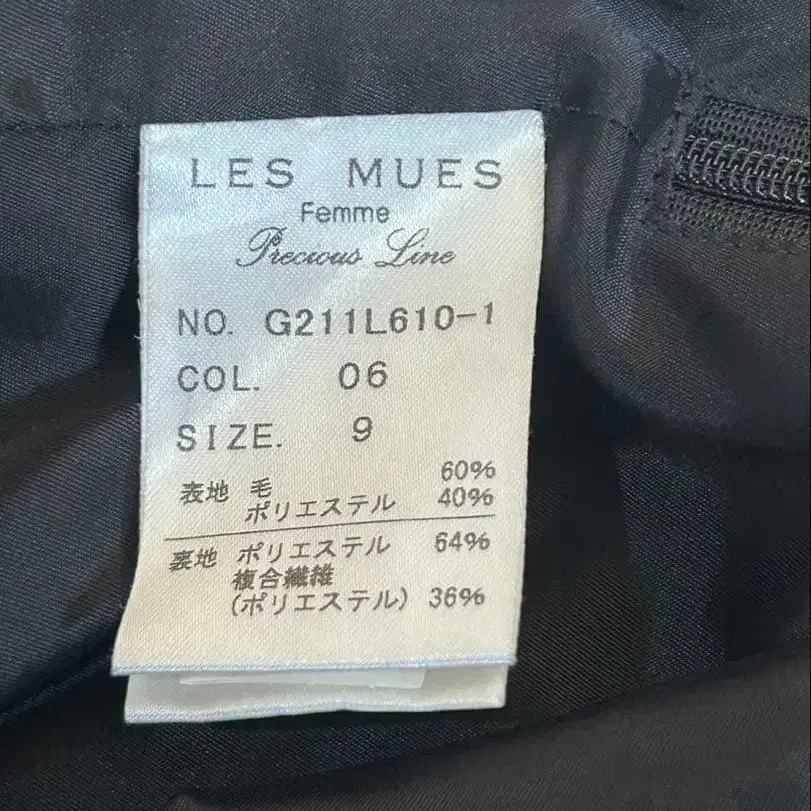 LES MUES
Femme
Precious Line
NO. G211L610-1
COL. 06
SIZE. 9
表地 毛 60%
ポリエステル 40%
裏地 ポリエステル 64%
複合繊維
(ポリエステル) 36%